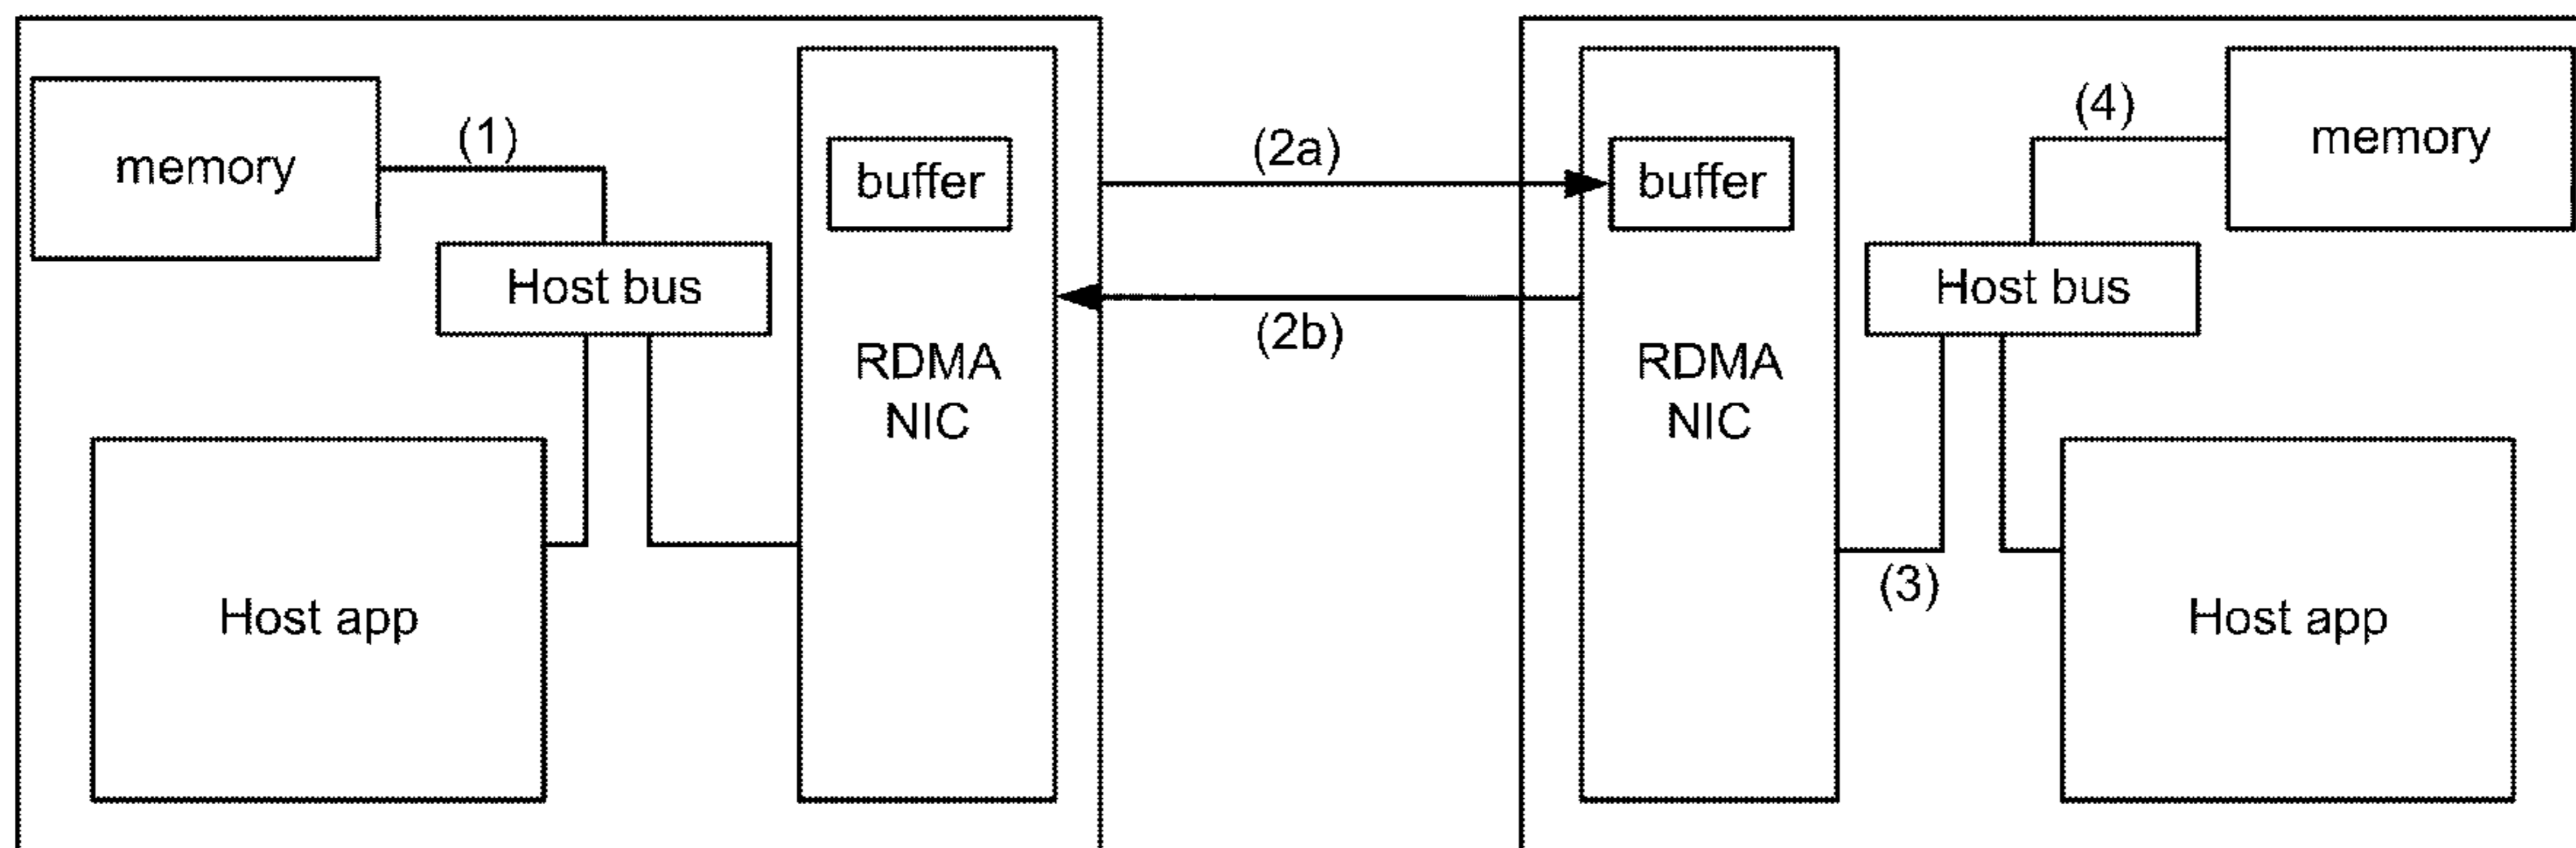 memory
(1)
Host bus
Host app
buffer
RDMA
NIC
(2a)
(2b)
buffer
RDMA
NIC
(3)
(4)
Host bus
memory
Host app